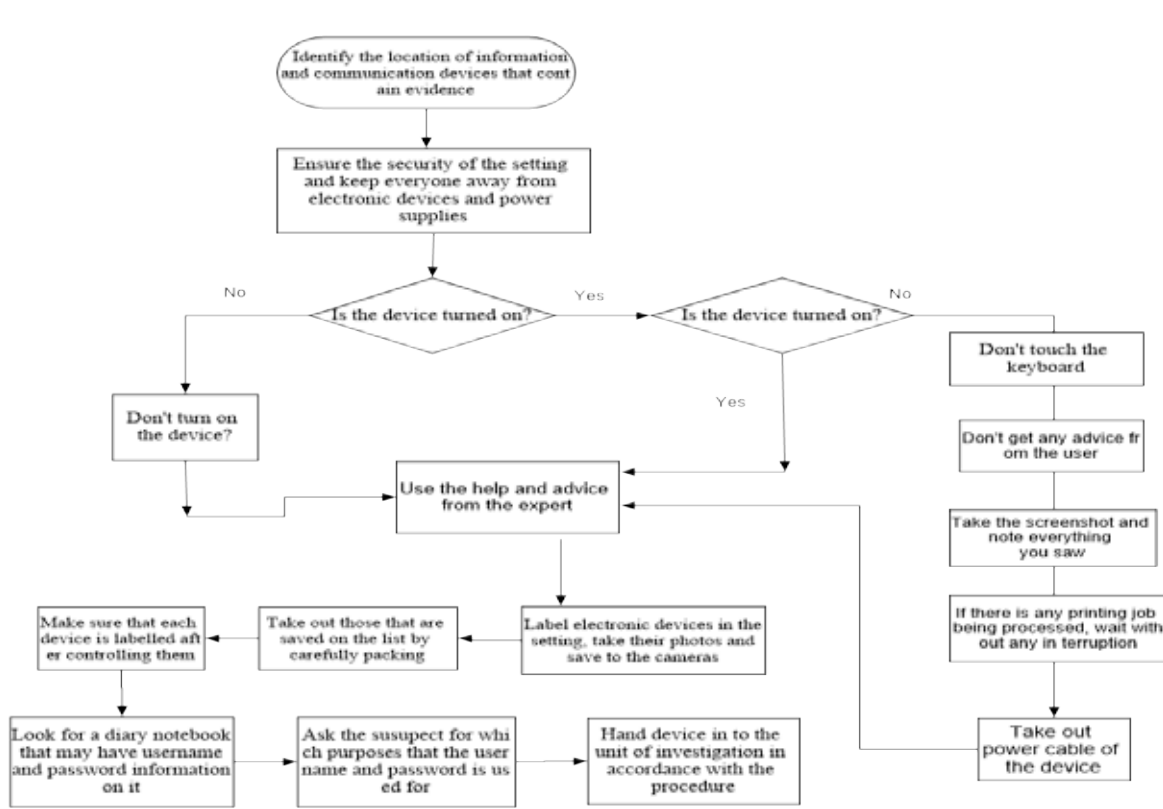 Identify the location of information
and communication devices that cont
ain evidence
Ensure the security of the setting
and keep everyone away from
electronic devices and power
supplies
No
Is the device turned on?
Yes
Is the device turned on?
No
Don't touch the
keyboard
Yes
Don't turn on
the device?
Don't get any advice fr
om the user
Use the help and advice
from the expert
Take the screenshot and
note everything
you saw
If there is any printing job
being processed, wait with
out any in terruption
Make sure that each
device is labelled aft
er controlling them
Take out those that are
saved on the list by
carefully packing
Label electronic devices in the
setting, take their photos and
save to the cameras
Look for a diary notebook
that may have username
and password information
on it
Ask the susupect for whi
ch purposes that the user
name and password is us
ed for
Hand device in to the
unit of investigation in
accordance with the
procedure
Take out
power cable of
the device